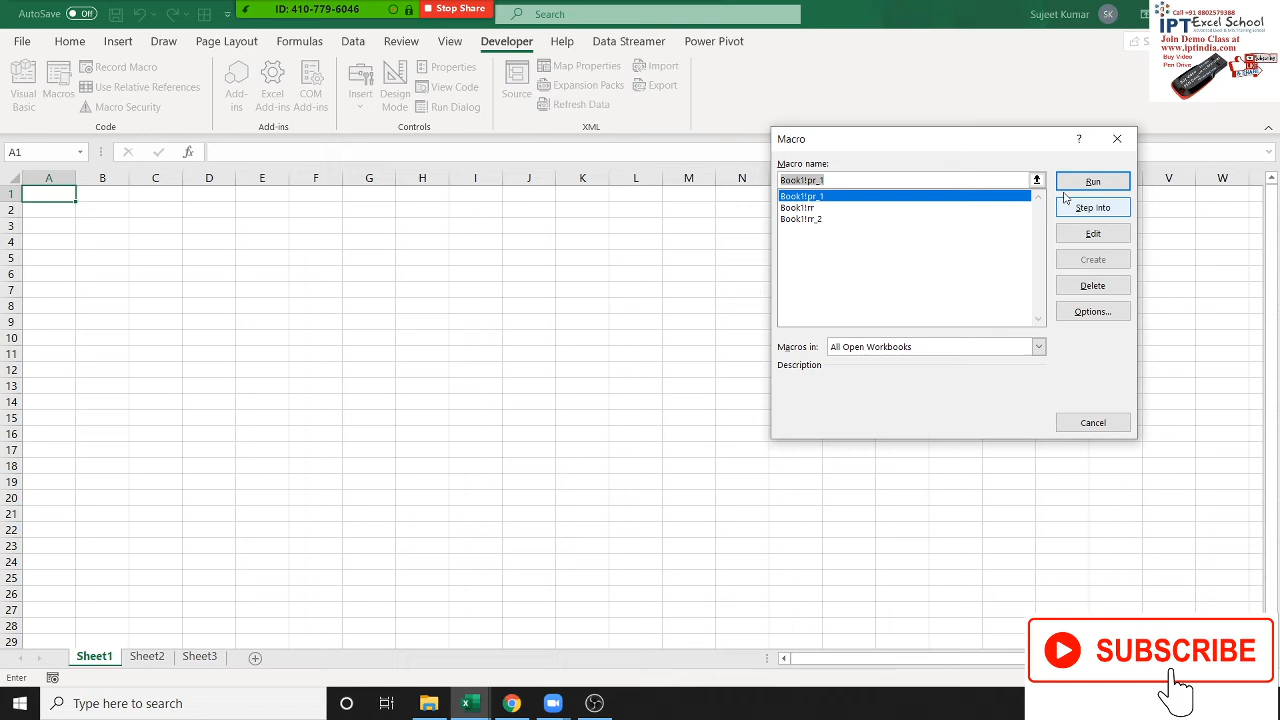 AutoSave Off
ID: 410-779-6046
Stop Share
Search
Sujeet Kumar
SK
Call +91 8802579388
IPT Excel School
Join Demo Class at
www.iptindia.com
Buy Video
Pen Drive
File Home Insert Draw Page Layout Formulas Data Review View Developer Help Data Streamer Power Pivot
Visual Basic
Macros
Record Macro
Use Relative References
Macro Security
Code
Add-ins
Excel Add-ins
COM Add-ins
Add-ins
Insert
Design Mode
Properties
View Code
Run Dialog
Controls
Source
Map Properties
Expansion Packs
Refresh Data
Import
Export
XML
A1
fx
A B C D E F G H I J K L M N V W
1
2
3
4
5
6
7
8
9
10
11
12
13
14
15
16
17
18
19
20
21
22
23
24
25
26
27
28
29
Macro
?
Macro name:
Book1!pr_1
Book1!pr_1
Book1!rr
Book1!rr_2
Run
Step Into
Edit
Create
Delete
Options...
Macros in: All Open Workbooks
Description
Cancel
Sheet1 Sheet2 Sheet3
Enter
SUBSCRIBE
Type here to search